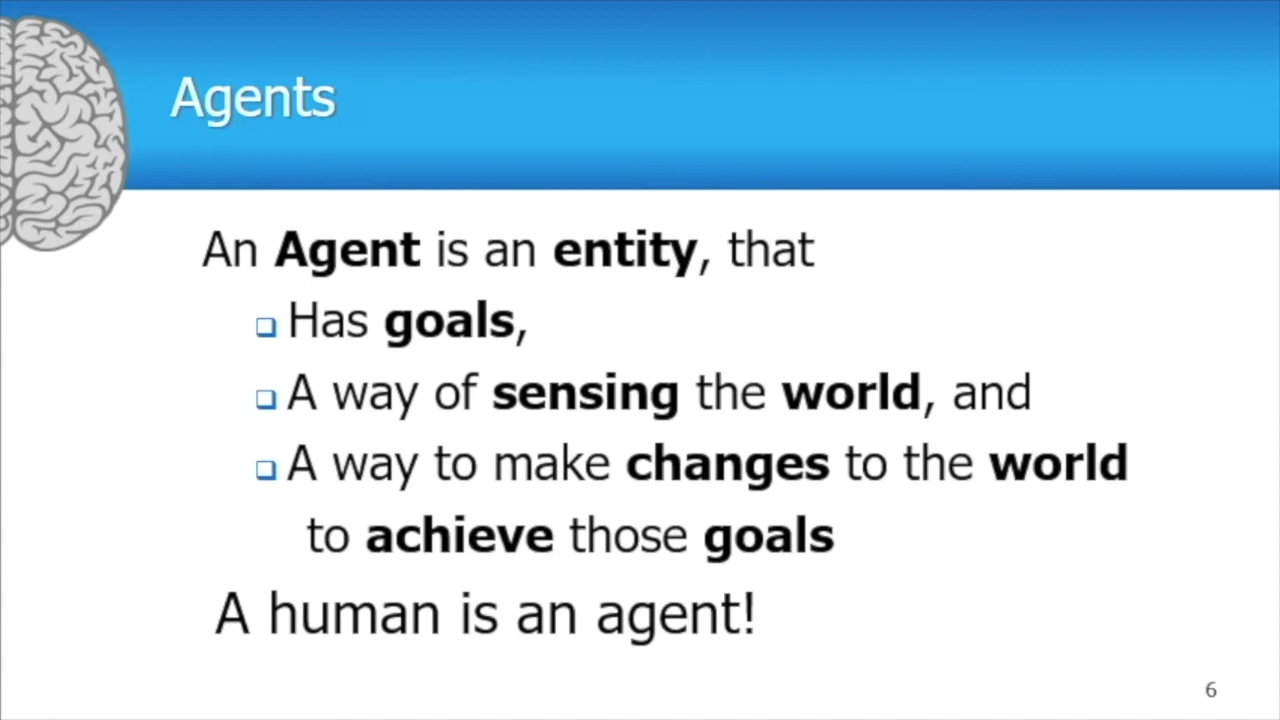 Agents
An Agent is an entity, that
Has goals,
A way of sensing the world, and
A way to make changes to the world
to achieve those goals
A human is an agent!
6